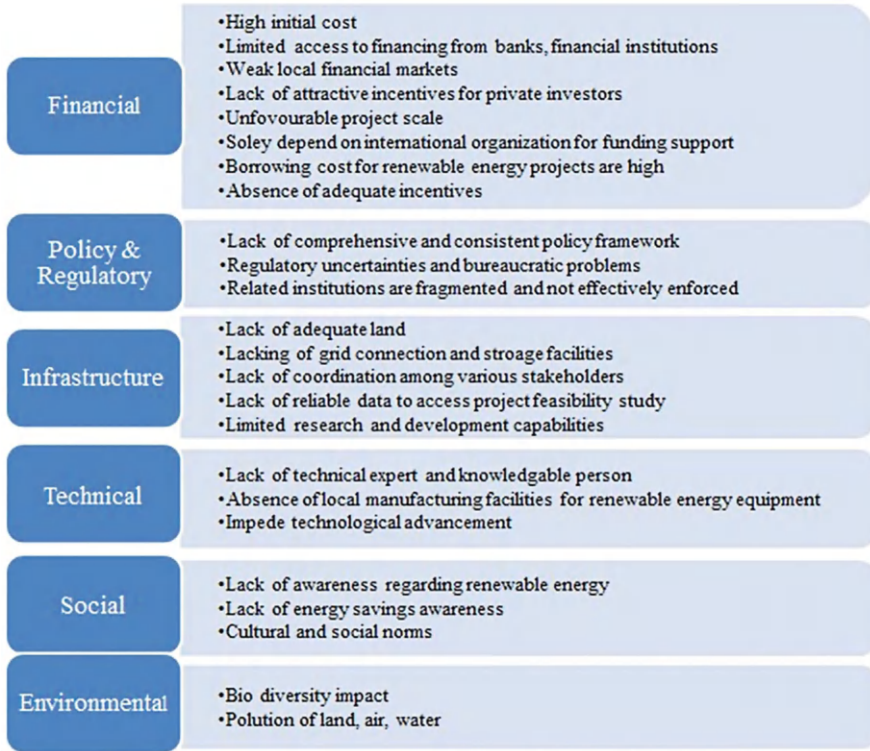 Financial
•High initial cost
•Limited access to financing from banks, financial institutions
•Weak local financial markets
•Lack of attractive incentives for private investors
•Unfovourable project scale
•Soley depend on international organization for funding support
•Borrowing cost for renewable energy projects are high
•Absence of adequate incentives
Policy &
Regulatory
•Lack of comprehensive and consistent policy framework
•Regulatory uncertainties and bureaucratic problems
•Related institutions are fragmented and not effectively enforced
Infrastructure
•Lack of adequate land
•Lacking of grid connection and stroage facilities
•Lack of coordination among various stakeholders
•Lack of reliable data to access project feasibility study
•Limited research and development capabilities
Technical
•Lack of technical expert and knowledgable person
•Absence of local manufacturing facilities for renewable energy equipment
•Impede technological advancement
Social
•Lack of awareness regarding renewable energy
•Lack of energy savings awareness
•Cultural and social norms
Environmental
•Bio diversity impact
•Polution of land, air, water